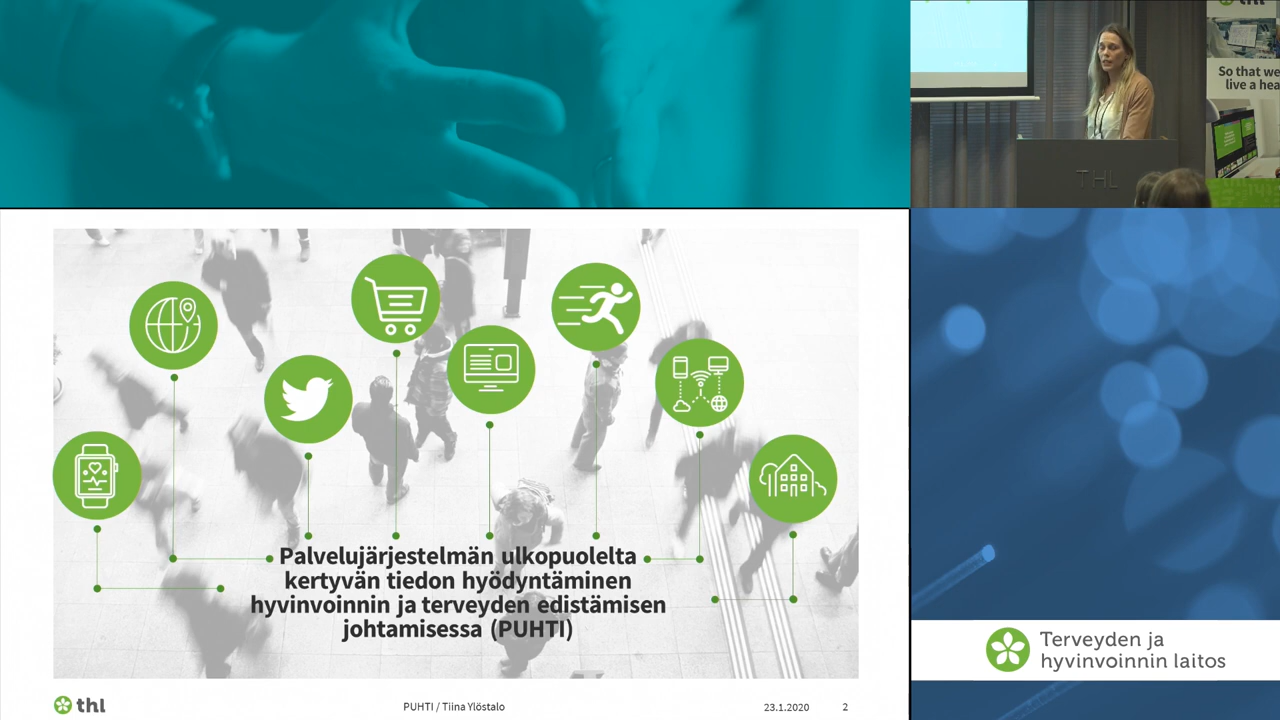 thl
So that we
live a hea
THL
Palvelujärjestelmän ulkopuolelta
kertyvän tiedon hyödyntäminen
hyvinvoinnin ja terveyden edistämisen
johtamisessa (PUHTI)
thl
PUHTI / Tiina Ylöstalo
23.1.2020
2
Terveyden ja
hyvinvoinnin laitos